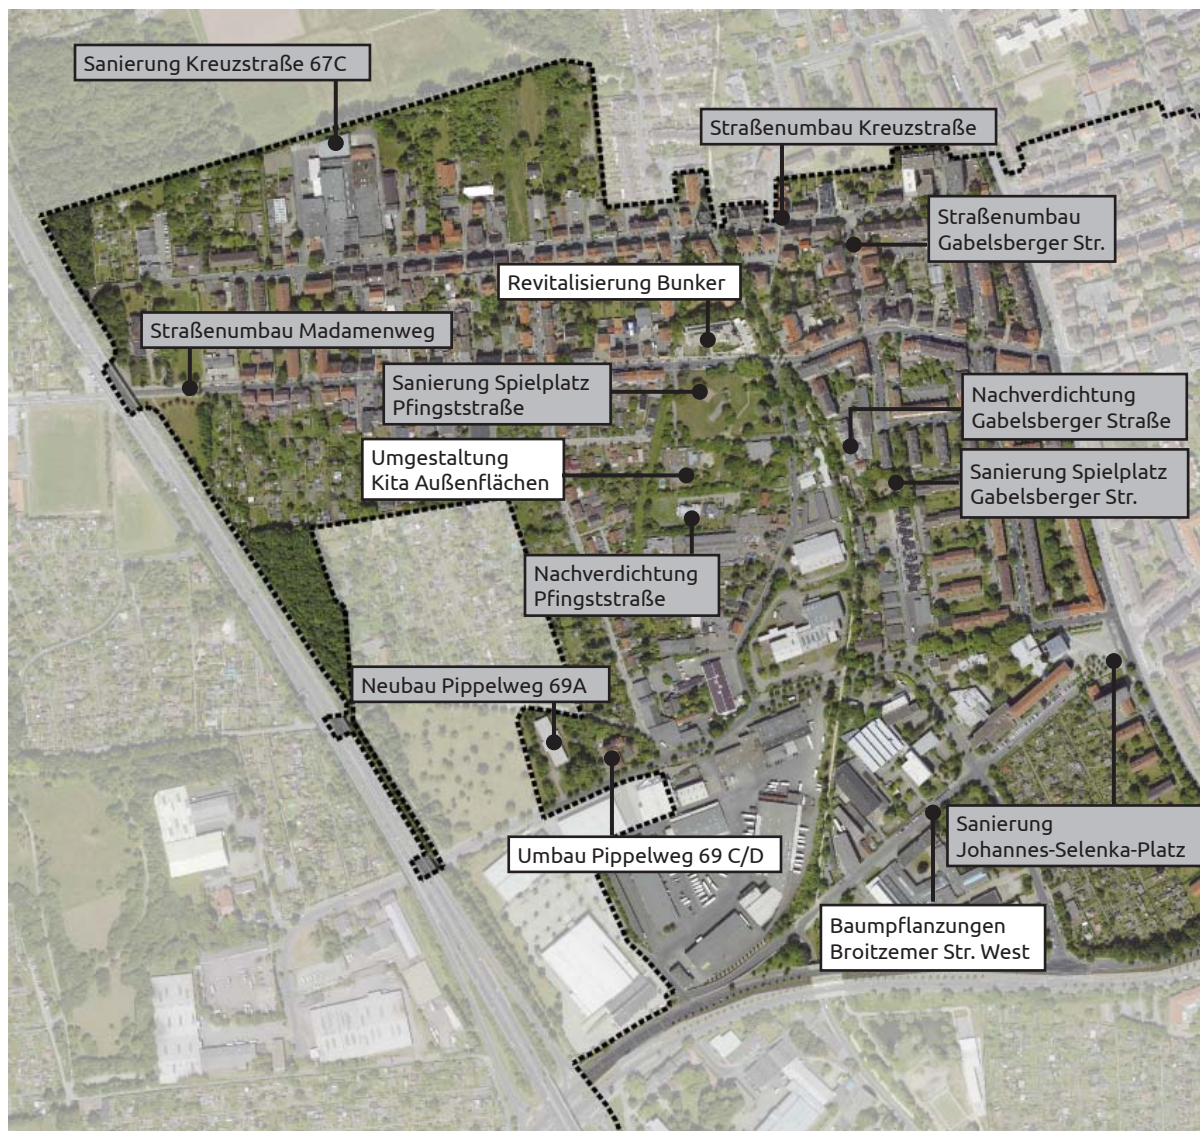 Sanierung Kreuzstraße 67C
Straßenumbau Kreuzstraße
Straßenumbau
Gabelsberger Str.
Revitalisierung Bunker
Straßenumbau Madamenweg
Sanierung Spielplatz
Pfingststraße
Nachverdichtung
Gabelsberger Straße
Umgestaltung
Kita Außenflächen
Sanierung Spielplatz
Gabelsberger Str.
Nachverdichtung
Pfingststraße
Neubau Pippelweg 69A
Umbau Pippelweg 69 C/D
Sanierung
Johannes-Selenka-Platz
Baumpflanzungen
Broitzemer Str. West